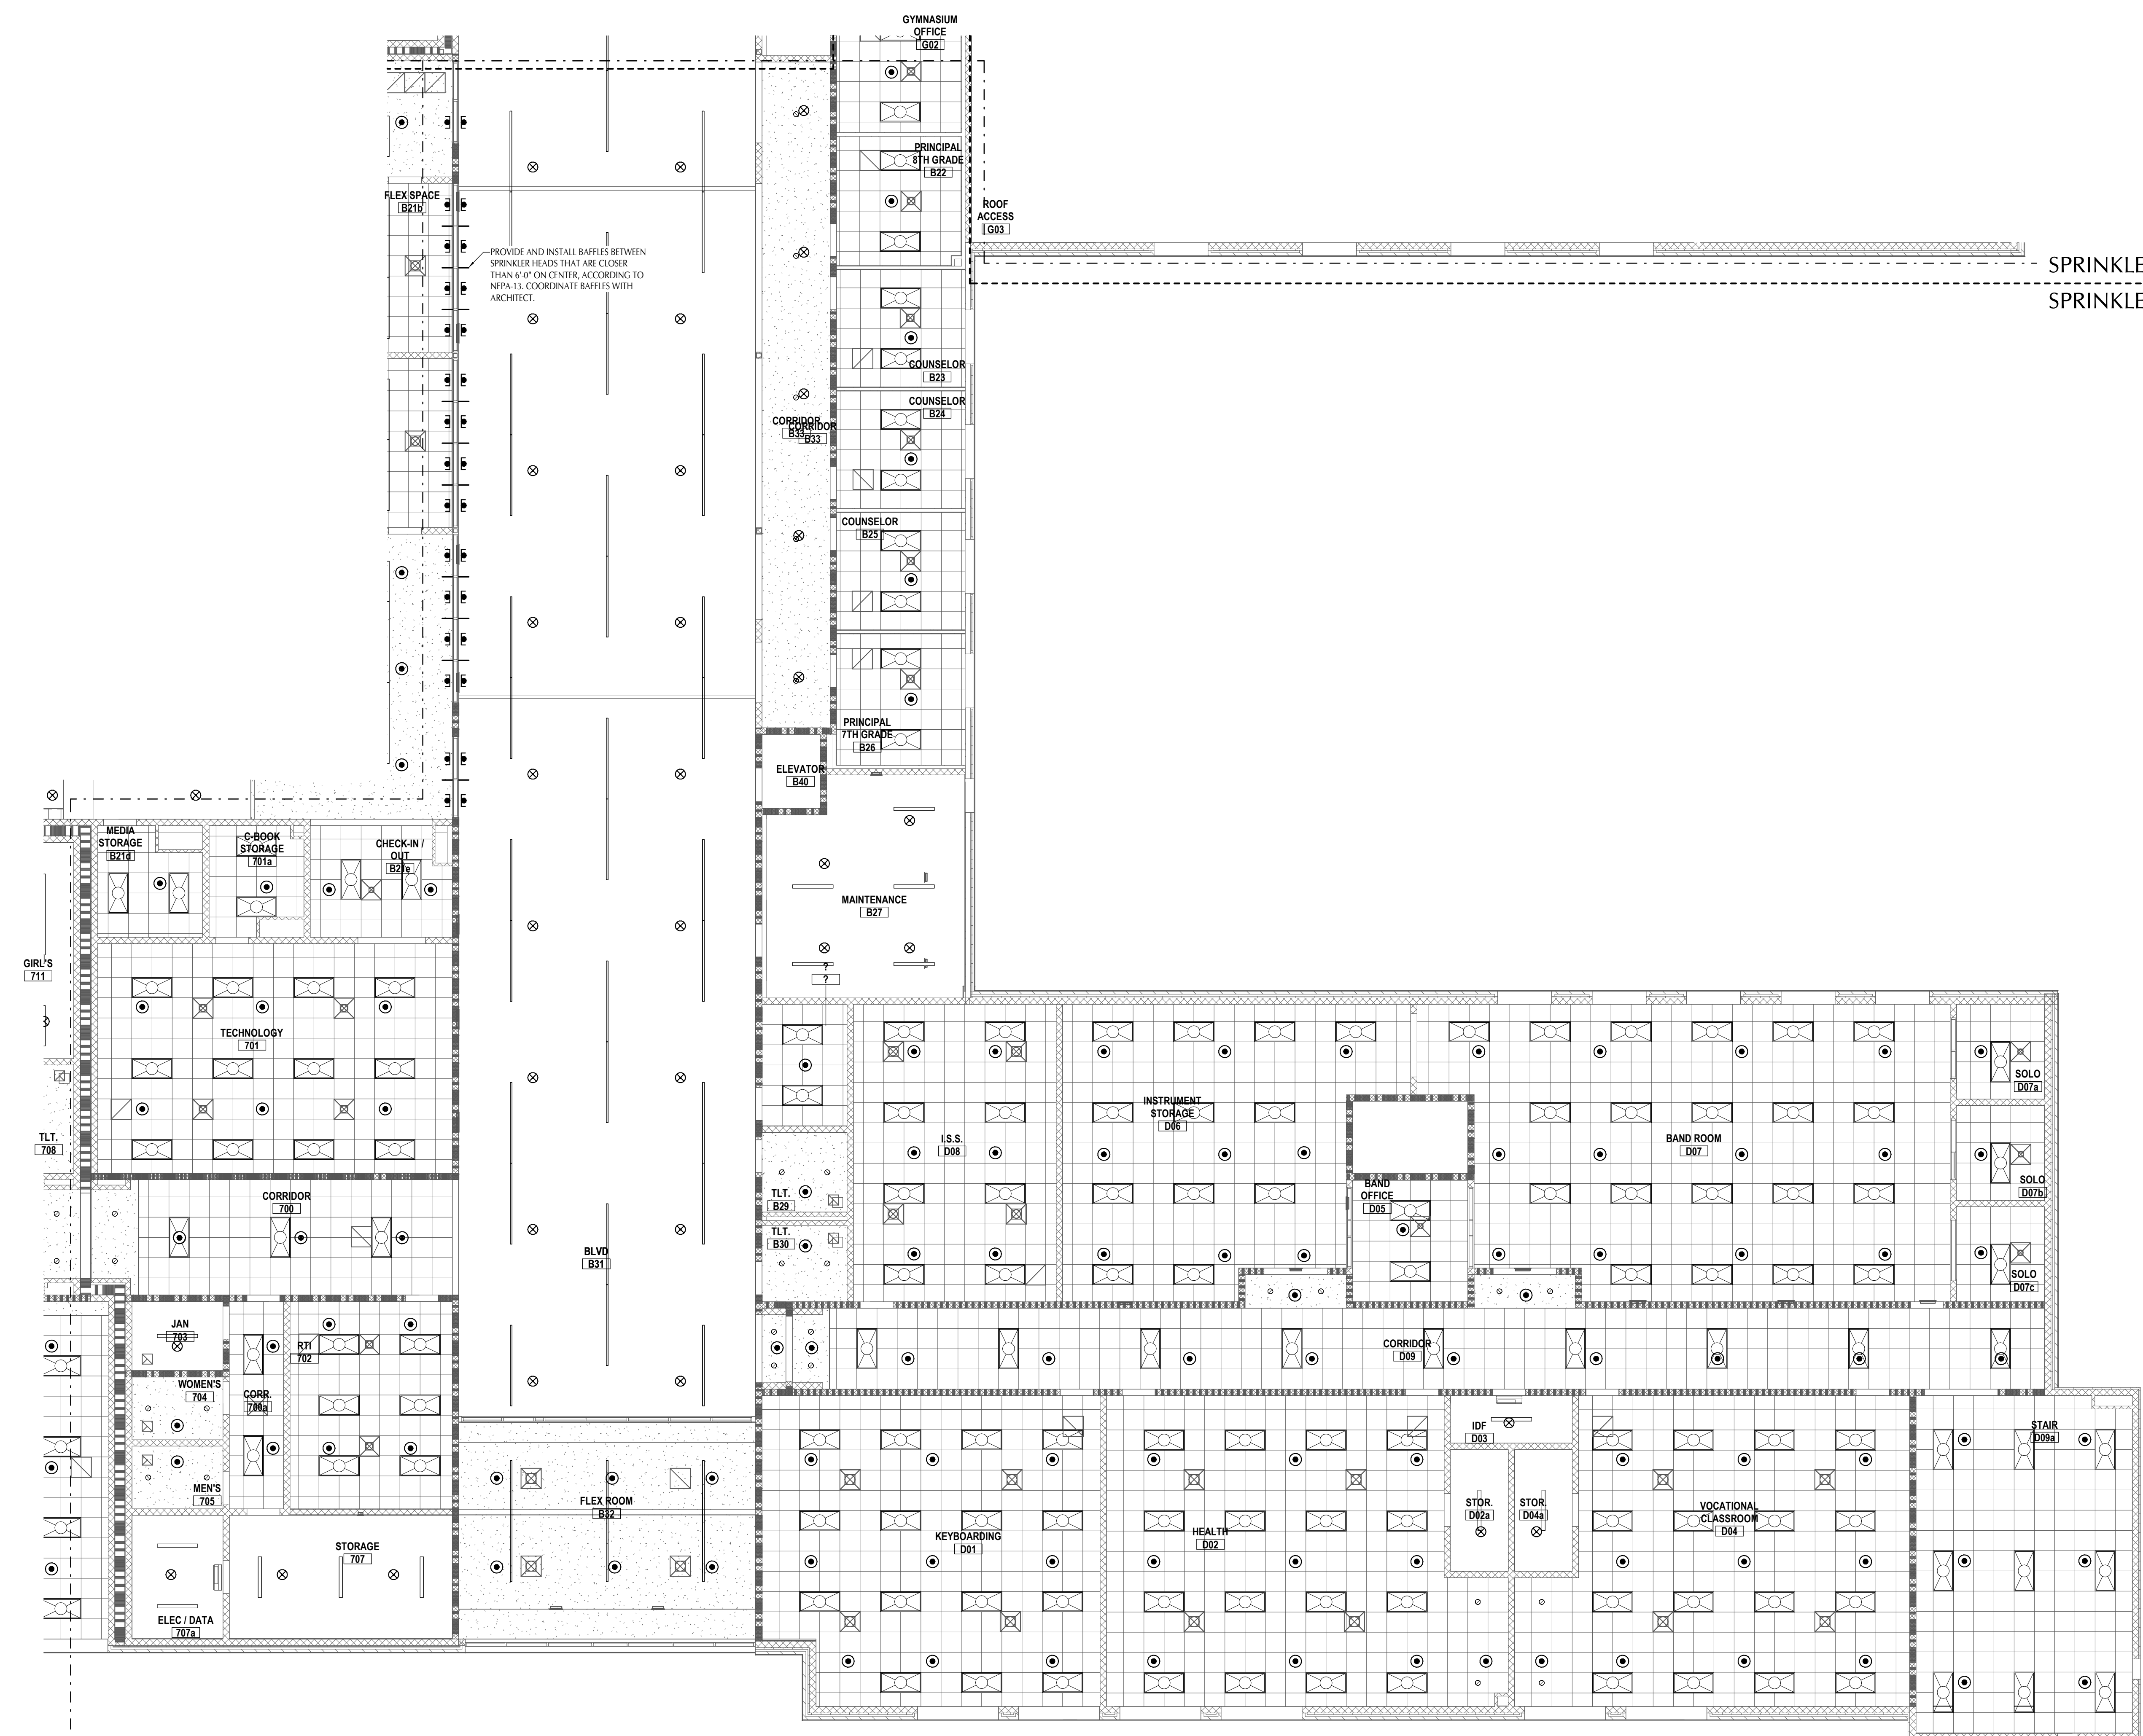 GYMNASIUM
OFFICE
G02
PRINCIPAL
8TH GRADE
B22
FLEX SPACE
B21b
ROOF
ACCESS
G03
PROVIDE AND INSTALL BAFFLES BETWEEN
SPRINKLER HEADS THAT ARE CLOSER
THAN 6'-0" ON CENTER, ACCORDING TO
NFPA-13. COORDINATE BAFFLES WITH
ARCHITECT.
SPRINKLE
SPRINKLE
COUNSELOR
B23
COUNSELOR
B24
CORRIDOR
B33
CORRIDOR
B33
COUNSELOR
B25
PRINCIPAL
7TH GRADE
B26
ELEVATOR
B40
MEDIA
STORAGE
B21d
C-BOOK
STORAGE
701a
CHECK-IN /
OUT
B21e
MAINTENANCE
B27
GIRL'S
711
?
?
TECHNOLOGY
701
TLT.
708
I.S.S.
D08
INSTRUMENT
STORAGE
D06
BAND ROOM
D07
SOLO
D07a
SOLO
D07b
SOLO
D07c
BAND
OFFICE
D05
TLT.
B29
TLT.
B30
CORRIDOR
700
BLVD
B31
JAN
703
RTI
702
WOMEN'S
704
CORR.
700a
MEN'S
705
CORRIDOR
D09
IDF
D03
STAIR
D09a
FLEX ROOM
B32
KEYBOARDING
D01
HEALTH
D02
STOR.
D02a
STOR.
D04a
VOCATIONAL
CLASSROOM
D04
STORAGE
707
ELEC / DATA
707a